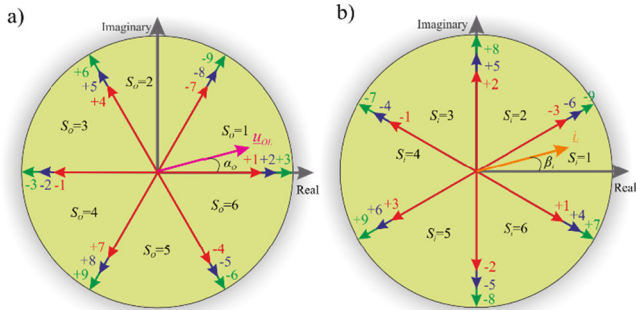 a)
Imaginary
+6
+5
+4
-9
-8
-7
So=2
So=3
So=1
uOL
αo
+1+2+3
Real
-3-2-1
So=4
So=6
So=5
+7
+8
+9
-4
-5
-6
b)
Imaginary
+8
+5
+2
-7
-4
-1
Si=3
Si=2
-3
-6
-9
iL
βi
Si=1
Si=4
Real
+9
+6
+3
+1
+4
+7
Si=5
Si=6
-2
-5
-8